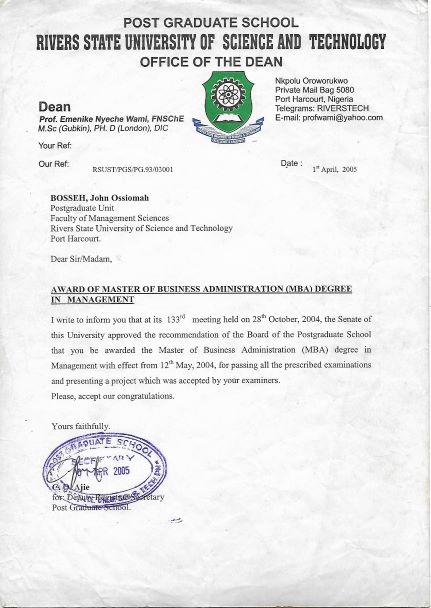 POST GRADUATE SCHOOL
RIVERS STATE UNIVERSITY OF SCIENCE AND TECHNOLOGY
OFFICE OF THE DEAN
Nkpolu Oroworukwo
Private Mail Bag 5080
Port Harcourt, Nigeria
Telegrams: RIVERSTECH
E-mail: profwami@yahoo.com
Dean
Prof. Emenike Nyeche Wami, FNSChE
M.Sc (Gubkin), PH. D (London), DIC
Your Ref:
Our Ref: RSUST/PGS/PG.93/03001
Date : 1st April, 2005
BOSSEH, John Ossiomah
Postgraduate Unit
Faculty of Management Sciences
Rivers State University of Science and Technology
Port Harcourt.
Dear Sir/Madam,
AWARD OF MASTER OF BUSINESS ADMINISTRATION (MBA) DEGREE
IN MANAGEMENT
I write to inform you that at its 133rd meeting held on 28th October, 2004, the Senate of
this University approved the recommendation of the Board of the Postgraduate School
that you be awarded the Master of Business Administration (MBA) degree in
Management with effect from 12th May, 2004, for passing all the prescribed examinations
and presenting a project which was accepted by your examiners.
Please, accept our congratulations.
Yours faithfully.
POST GRADUATE SCHOOL
SECRETARY
APR 2005
Ajie
for: Deputy Registrar/Secretary
Post Graduate School.